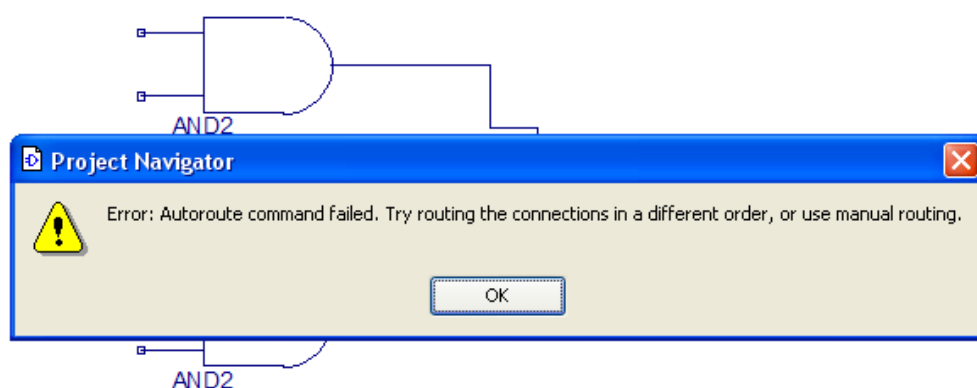 AND2
Project Navigator
Error: Autoroute command failed. Try routing the connections in a different order, or use manual routing.
OK
AND2